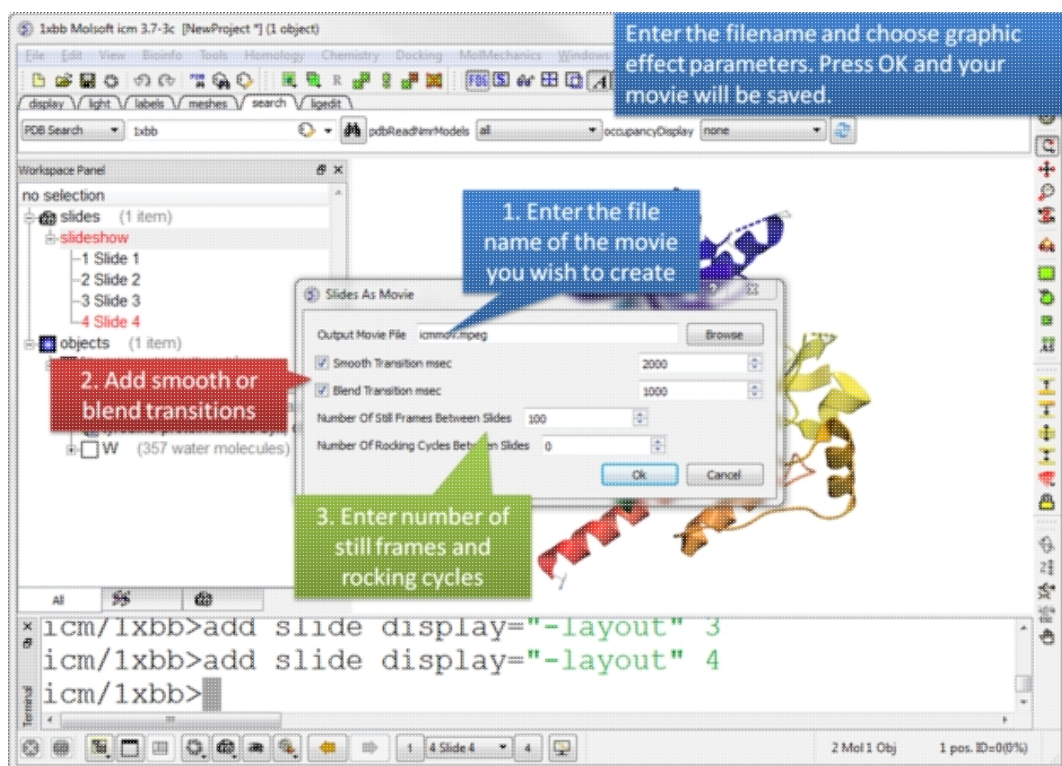 1xbb Molsoft icm 3.7-3c [NewProject *] (1 object)
Enter the filename and choose graphic
effect parameters. Press OK and your
movie will be saved.
File Edit View Bioinfo Tools Homology Chemistry Docking MolMechanics Windows
R
FOG
A
display light labels meshes search ligedit
PDB Search 1xbb pdbReadNmrModels all occupancyDisplay none
Workspace Panel
no selection
slides (1 item)
slideshow
1 Slide 1
2 Slide 2
3 Slide 3
4 Slide 4
objects (1 item)
W (357 water molecules)
1. Enter the file
name of the movie
you wish to create
Slides As Movie
Output Movie File icmmov.mpeg Browse
Smooth Transition msec 2000
Blend Transition msec 1000
Number Of Still Frames Between Slides 100
Number Of Rocking Cycles Between Slides 0
Ok Cancel
2. Add smooth or
blend transitions
3. Enter number of
still frames and
rocking cycles
All
icm/1xbb>add slide display="-layout" 3
icm/1xbb>add slide display="-layout" 4
icm/1xbb>
Terminal
1 4 Slide 4 4 2 Mol 1 Obj 1 pos. ID=0(0%)